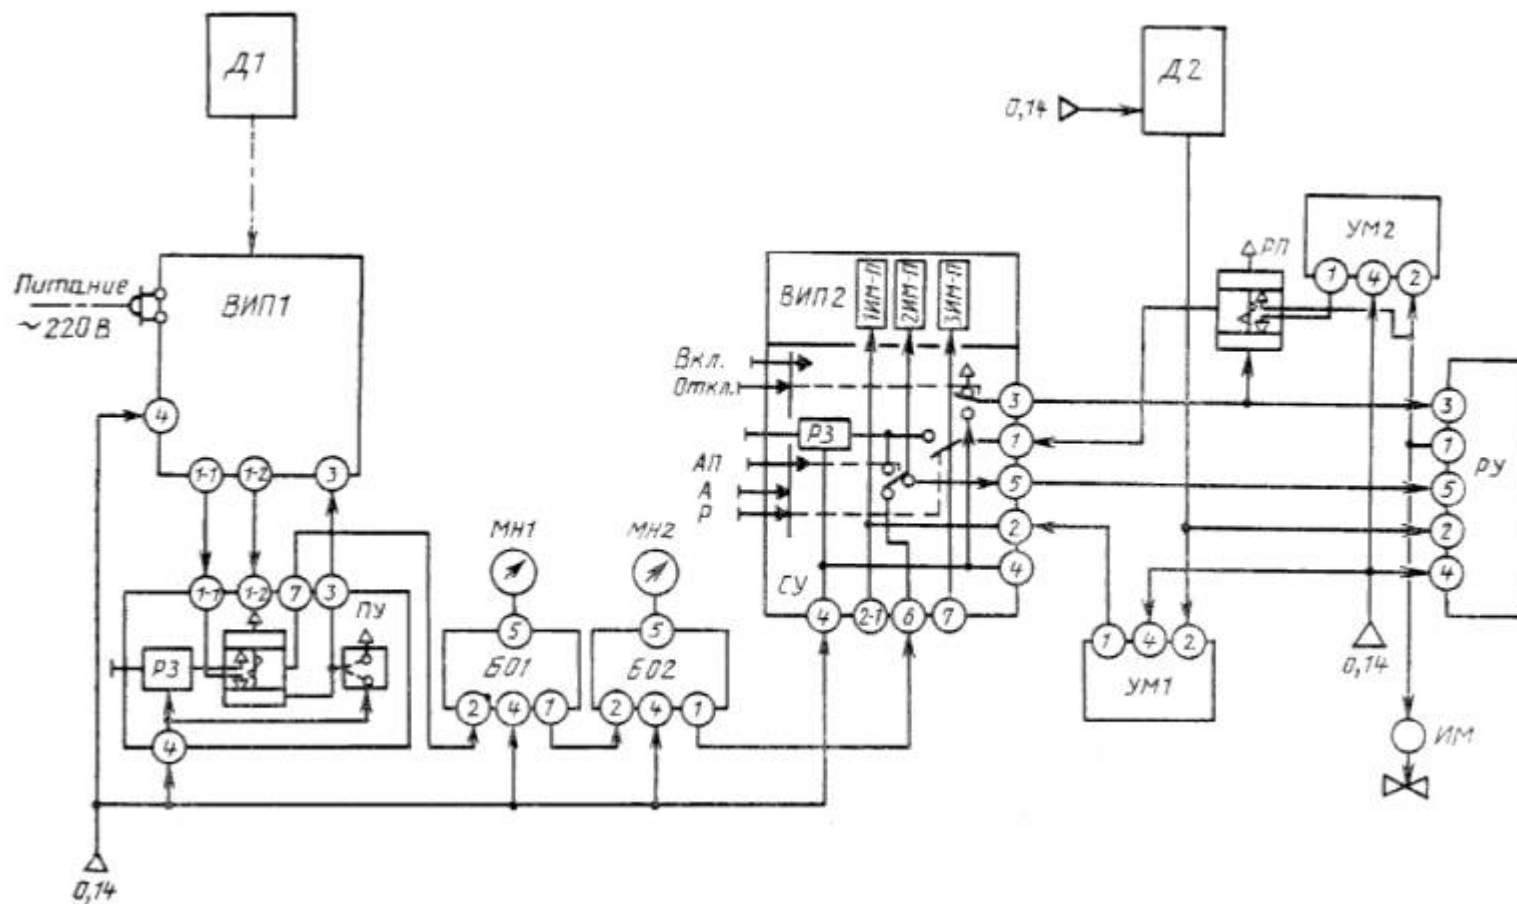 Д1
Д2
0,14
УМ2
РП
1 4 2
Питание
~220В
ВИП1
ВИП2
1ИМ-П
2ИМ-П
3ИМ-П
Вкл.
Откл.
3
3
4
РЗ
1
1
РУ
АП
1-1 1-2 3
5
5
А
Р
МН1
МН2
2
2
СУ
4
4
1-1 1-2 7 3
ПУ
4 2-1 6 7
5
5
1 4 2
РЗ
БО1
БО2
0,14
УМ1
2 4 1
2 4 1
4
ИМ
0,14